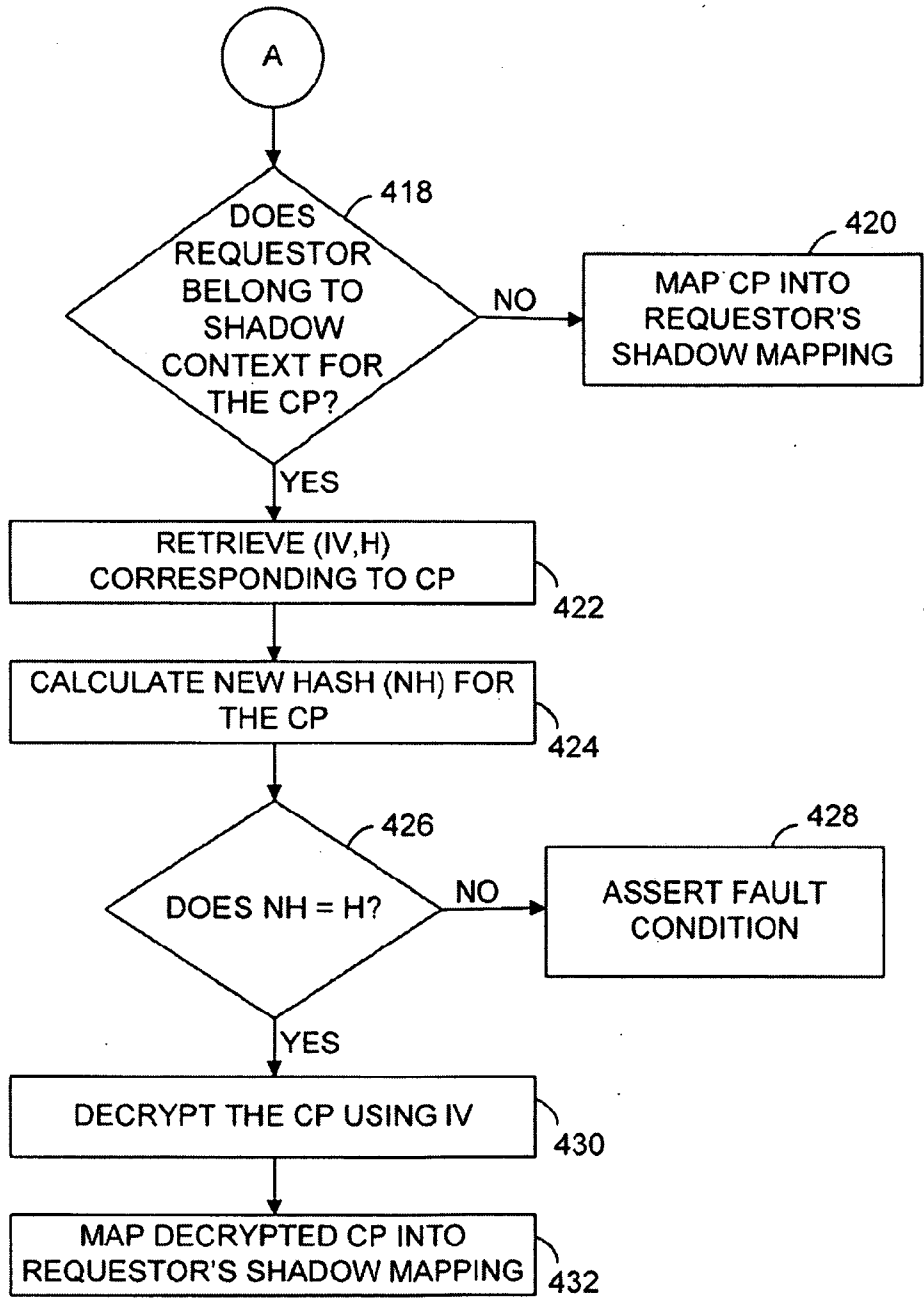 A
418
DOES
REQUESTOR
BELONG TO
SHADOW
CONTEXT FOR
THE CP?
NO
420
MAP CP INTO
REQUESTOR'S
SHADOW MAPPING
YES
RETRIEVE (IV,H)
CORRESPONDING TO CP
422
CALCULATE NEW HASH (NH) FOR
THE CP
424
426
DOES NH = H?
NO
428
ASSERT FAULT
CONDITION
YES
DECRYPT THE CP USING IV
430
MAP DECRYPTED CP INTO
REQUESTOR'S SHADOW MAPPING
432